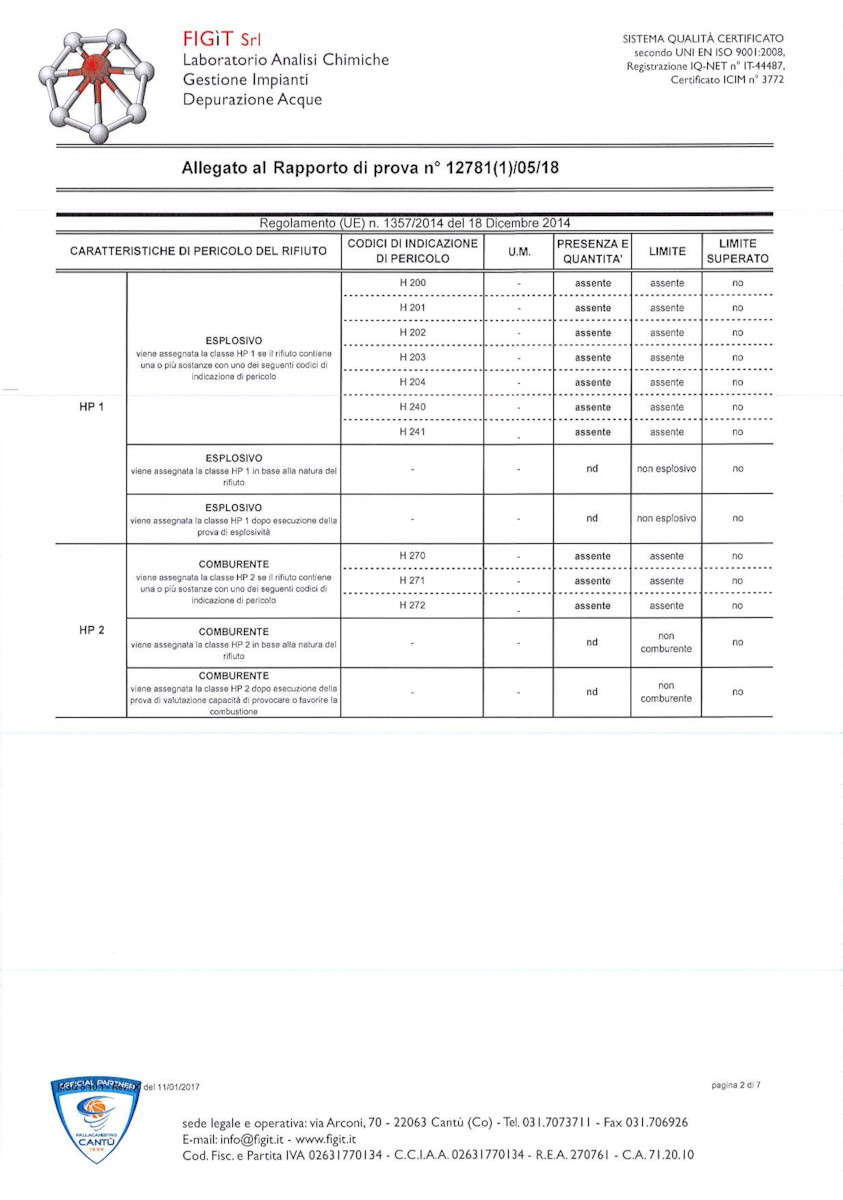 FIGiT Srl
Laboratorio Analisi Chimiche
Gestione Impianti
Depurazione Acque
SISTEMA QUALITÀ CERTIFICATO
secondo UNI EN ISO 9001:2008,
Registrazione IQ-NET n° IT-44487,
Certificato ICIM n° 3772
Allegato al Rapporto di prova n° 12781(1)/05/18
Regolamento (UE) n. 1357/2014 del 18 Dicembre 2014
CARATTERISTICHE DI PERICOLO DEL RIFIUTO
CODICI DI INDICAZIONE
DI PERICOLO
U.M.
PRESENZA E
QUANTITA'
LIMITE
LIMITE
SUPERATO
HP 1
ESPLOSIVO
viene assegnata la classe HP 1 se il rifiuto contiene
una o più sostanze con uno dei seguenti codici di
indicazione di pericolo
H 200 - assente assente no
H 201 - assente assente no
H 202 - assente assente no
H 203 - assente assente no
H 204 - assente assente no
H 240 - assente assente no
H 241 - assente assente no
ESPLOSIVO
viene assegnata la classe HP 1 in base alla natura del
rifiuto
- - nd non esplosivo no
ESPLOSIVO
viene assegnata la classe HP 1 dopo esecuzione della
prova di esplosività
- - nd non esplosivo no
HP 2
COMBURENTE
viene assegnata la classe HP 2 se il rifiuto contiene
una o più sostanze con uno dei seguenti codici di
indicazione di pericolo
H 270 - assente assente no
H 271 - assente assente no
H 272 - assente assente no
COMBURENTE
viene assegnata la classe HP 2 in base alla natura del
rifiuto
- - nd non
comburente no
COMBURENTE
viene assegnata la classe HP 2 dopo esecuzione della
prova di valutazione capacità di provocare o favorire la
combustione
- - nd non
comburente no
OFFICIAL PARTNER
PALLACANESTRO
CANTÙ
1936
del 11/01/2017
pagina 2 di 7
sede legale e operativa: via Arconi, 70 - 22063 Cantù (Co) - Tel. 031.7073711 - Fax 031.706926
E-mail: info@figit.it - www.figit.it
Cod. Fisc. e Partita IVA 02631770134 - C.C.I.A.A. 02631770134 - R.E.A. 270761 - C.A. 71.20.10